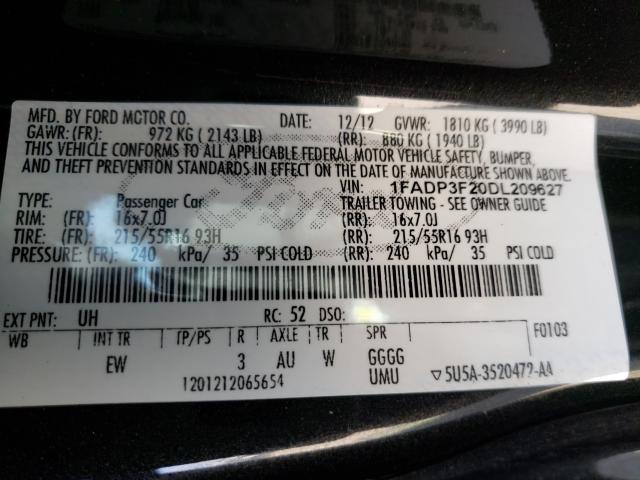 MFD. BY FORD MOTOR CO. DATE: 12/12 GVWR: 1810 KG ( 3990 LB)
GAWR: (FR): 972 KG ( 2143 LB) (RR): 880 KG ( 1940 LB)
THIS VEHICLE CONFORMS TO ALL APPLICABLE FEDERAL MOTOR VEHICLE SAFETY, BUMPER,
AND THEFT PREVENTION STANDARDS IN EFFECT ON THE DATE OF MANUFACTURE SHOWN ABOVE.
VIN: 1FADP3F20DL209627
TYPE: Passenger Car TRAILER TOWING - SEE OWNER GUIDE
RIM: (FR): 16x7.0J (RR): 16x7.0J
TIRE: (FR): 215/55R16 93H (RR): 215/55R16 93H
PRESSURE: (FR): 240 kPa/ 35 PSI COLD (RR): 240 kPa/ 35 PSI COLD
EXT PNT: UH RC: 52 DSO:
WB INT TR TP/PS R AXLE TR SPR F0103
EW 3 AU W GGGG
1201212065654 UMU ▽ 5U5A-3520472-AA